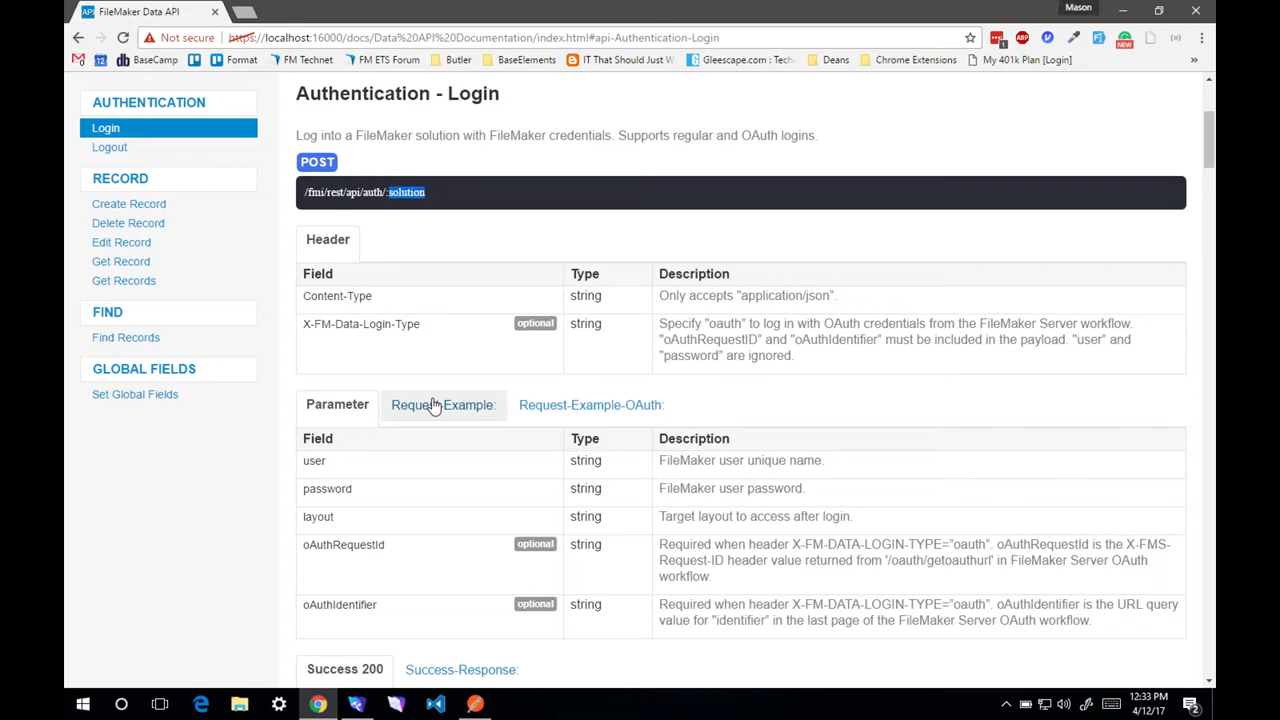 FileMaker Data API
Mason
Not secure
https://localhost:16000/docs/Data%20API%20Documentation/index.html#api-Authentication-Login
BaseCamp
Format
FM Technet
FM ETS Forum
Butler
BaseElements
IT That Should Just W
Gleescape.com : Tech
Deans
Chrome Extensions
My 401k Plan [Login]
»
AUTHENTICATION
Login
Logout
RECORD
Create Record
Delete Record
Edit Record
Get Record
Get Records
FIND
Find Records
GLOBAL FIELDS
Set Global Fields
Authentication - Login
Log into a FileMaker solution with FileMaker credentials. Supports regular and OAuth logins.
POST
/fmi/rest/api/auth/:solution
Header
Field Type Description
Content-Type string Only accepts "application/json".
X-FM-Data-Login-Type optional string Specify "oauth" to log in with OAuth credentials from the FileMaker Server workflow.
"oAuthRequestID" and "oAuthIdentifier" must be included in the payload. "user" and
"password" are ignored.
Parameter Request-Example: Request-Example-OAuth:
Field Type Description
user string FileMaker user unique name.
password string FileMaker user password.
layout string Target layout to access after login.
oAuthRequestId optional string Required when header X-FM-DATA-LOGIN-TYPE="oauth". oAuthRequestId is the X-FMS-
Request-ID header value returned from '/oauth/getoauthurl' in FileMaker Server OAuth
workflow.
oAuthIdentifier optional string Required when header X-FM-DATA-LOGIN-TYPE="oauth". oAuthIdentifier is the URL query
value for "identifier" in the last page of the FileMaker Server OAuth workflow.
Success 200 Success-Response:
12:33 PM
4/12/17